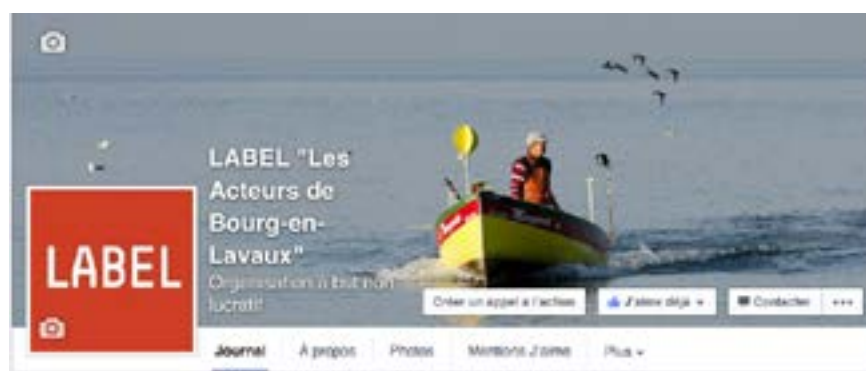 LABEL "Les
Acteurs de
Bourg-en-
Lavaux"
Organisation à but non
lucratif
LABEL
Créer un appel à l'action
J'aime déjà
Contacter
Journal
À propos
Photos
Mentions J'aime
Plus